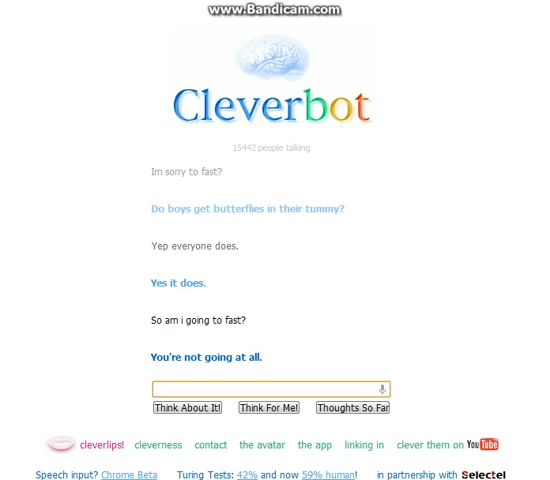 www.Bandicam.com
Cleverbot
15442 people talking
Im sorry to fast?
Do boys get butterflies in their tummy?
Yep everyone does.
Yes it does.
So am i going to fast?
You're not going at all.
Think About It! Think For Me! Thoughts So Far
cleverlips! cleverness contact the avatar the app linking in clever them on YouTube
Speech input? Chrome Beta Turing Tests: 42% and now 59% human! in partnership with Selectel